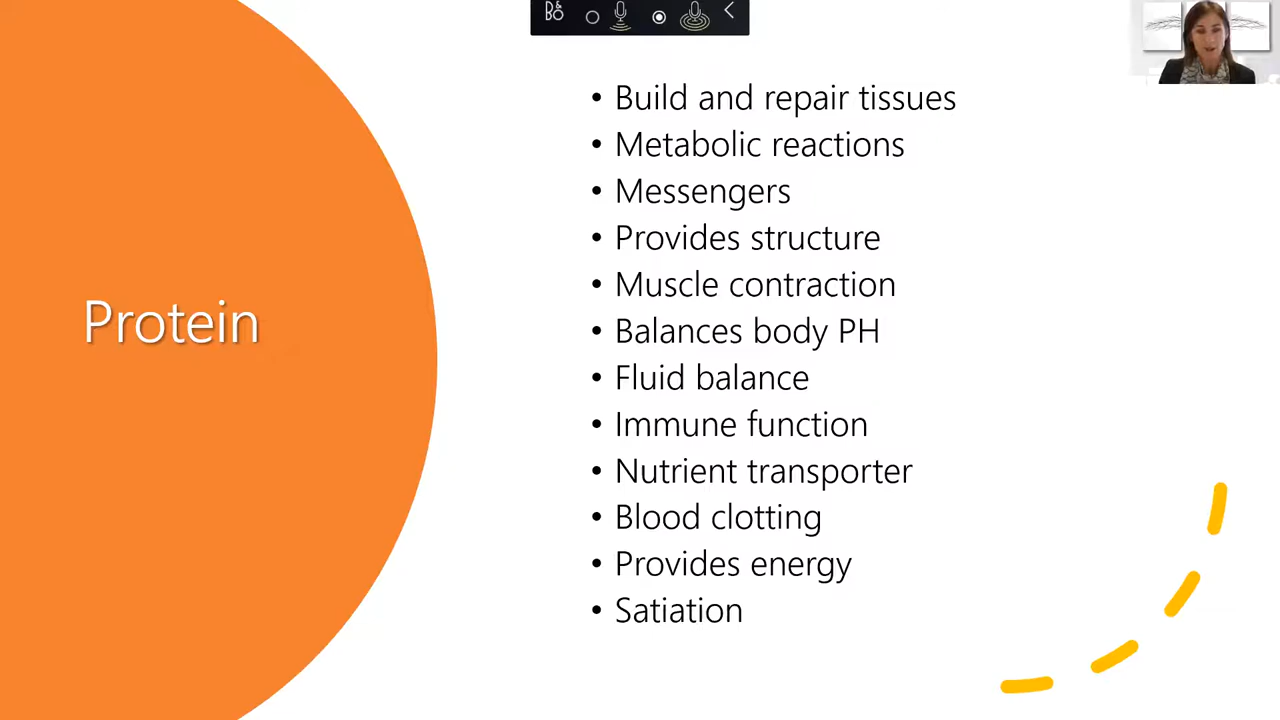 B&O
Protein
• Build and repair tissues
• Metabolic reactions
• Messengers
• Provides structure
• Muscle contraction
• Balances body PH
• Fluid balance
• Immune function
• Nutrient transporter
• Blood clotting
• Provides energy
• Satiation